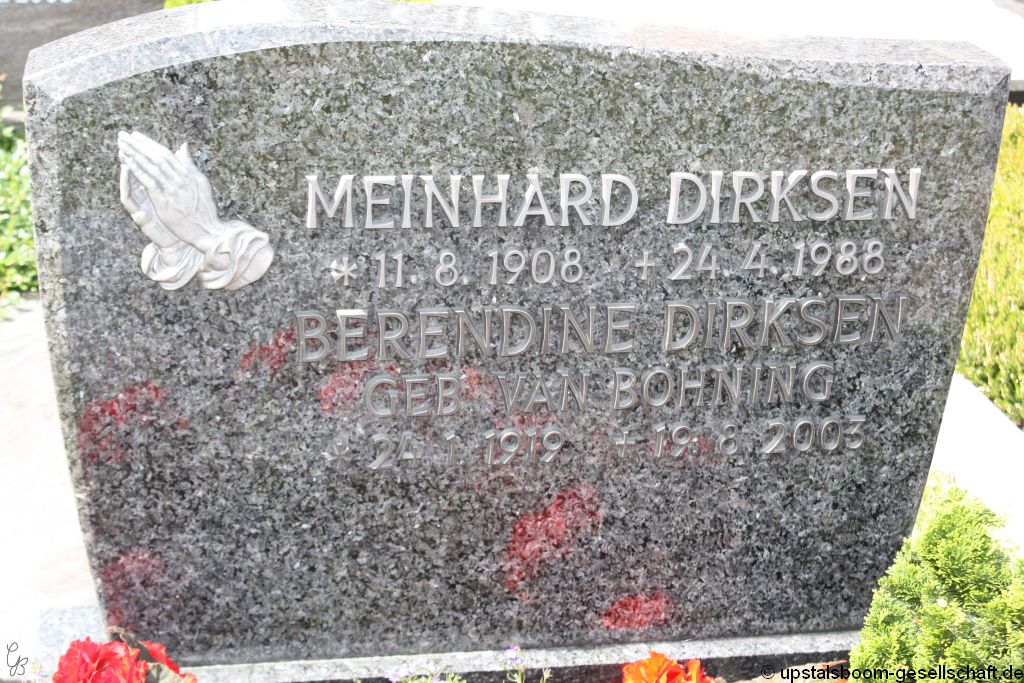 MEINHARD DIRKSEN
* 11. 8. 1908 + 24. 4. 1988
BERENDINE DIRKSEN
GEB VAN BOHNING
* 24. 1. 1919 + 19. 8. 2003
© upstalsboom-gesellschaft.de